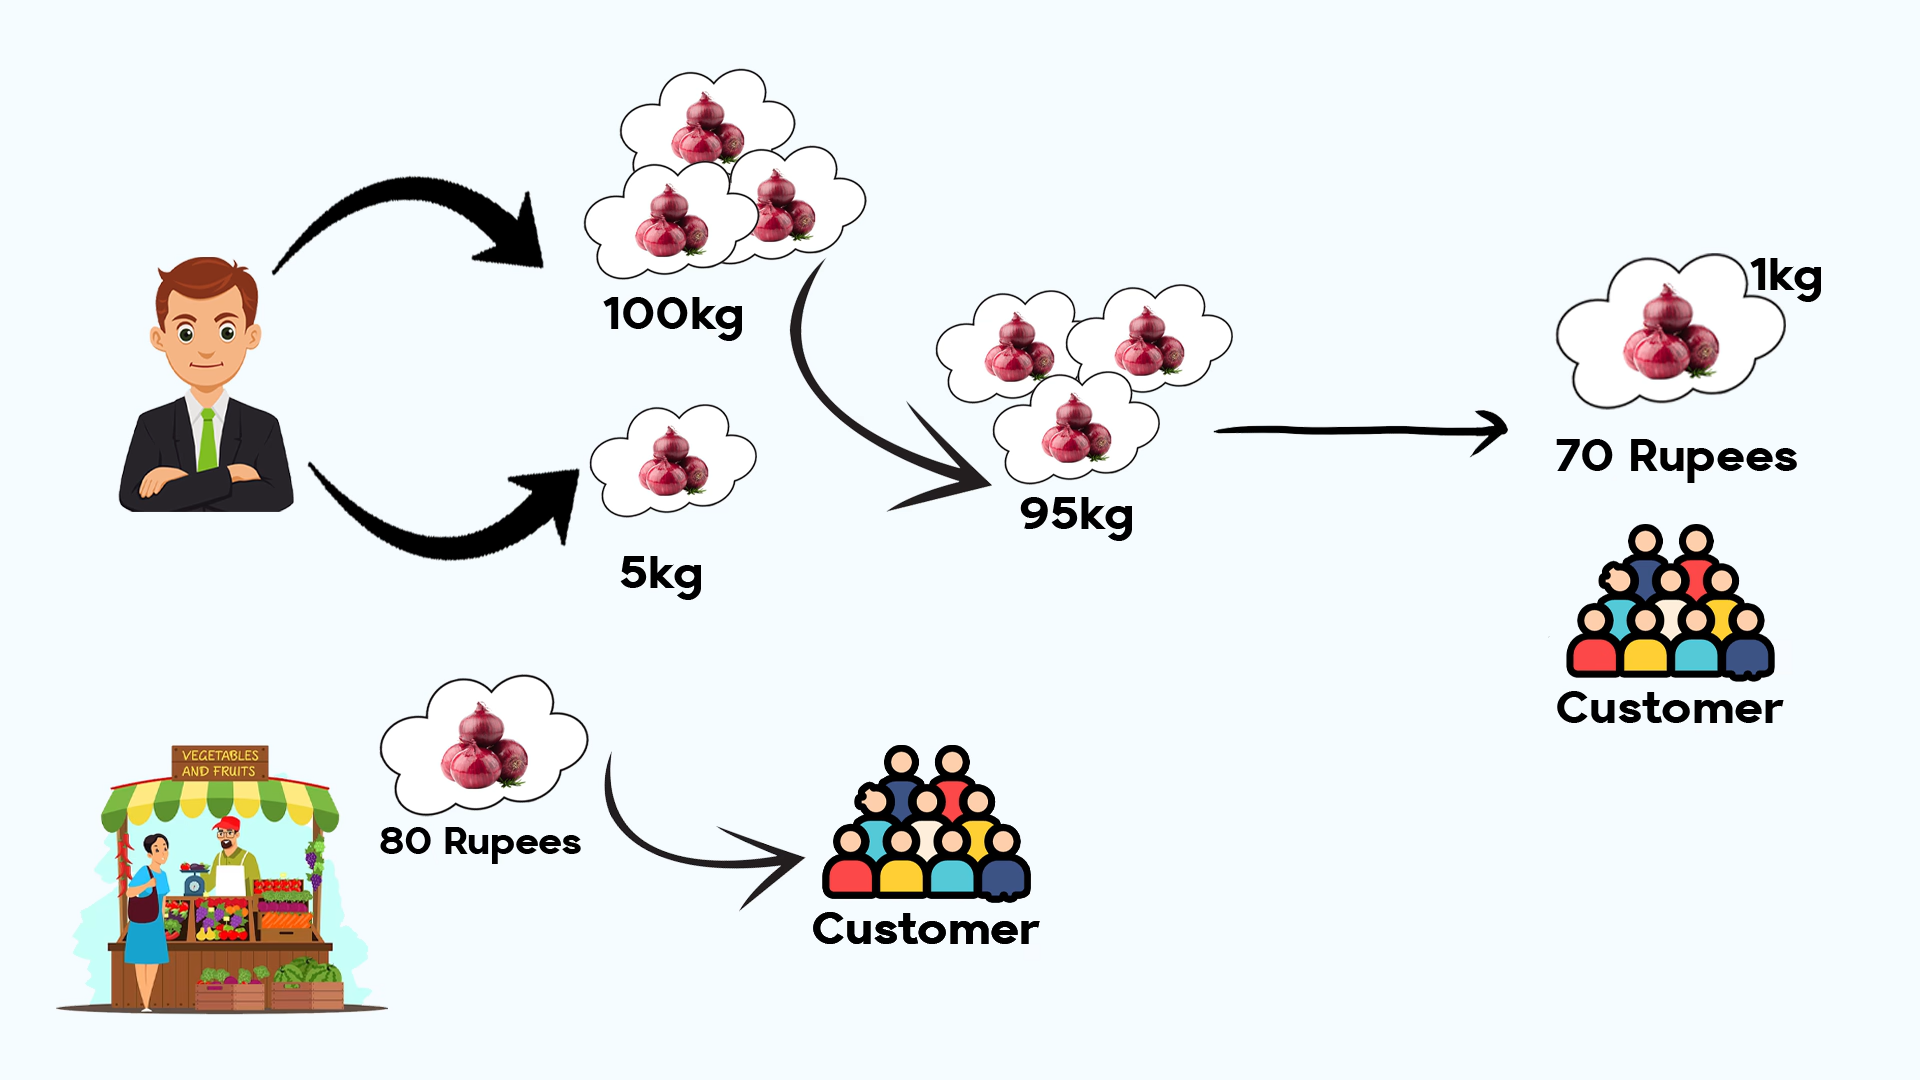 100kg
1kg
95kg
70 Rupees
5kg
Customer
VEGETABLES
AND FRUITS
80 Rupees
Customer